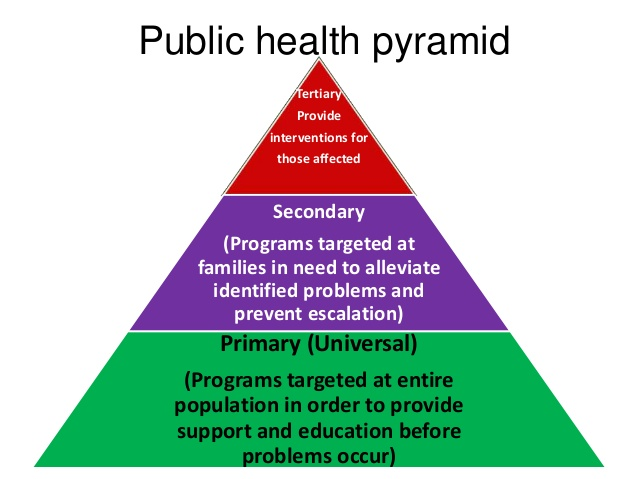 Public health pyramid
Tertiary
Provide
interventions for
those affected
Secondary
(Programs targeted at
families in need to alleviate
identified problems and
prevent escalation)
Primary (Universal)
(Programs targeted at entire
population in order to provide
support and education before
problems occur)